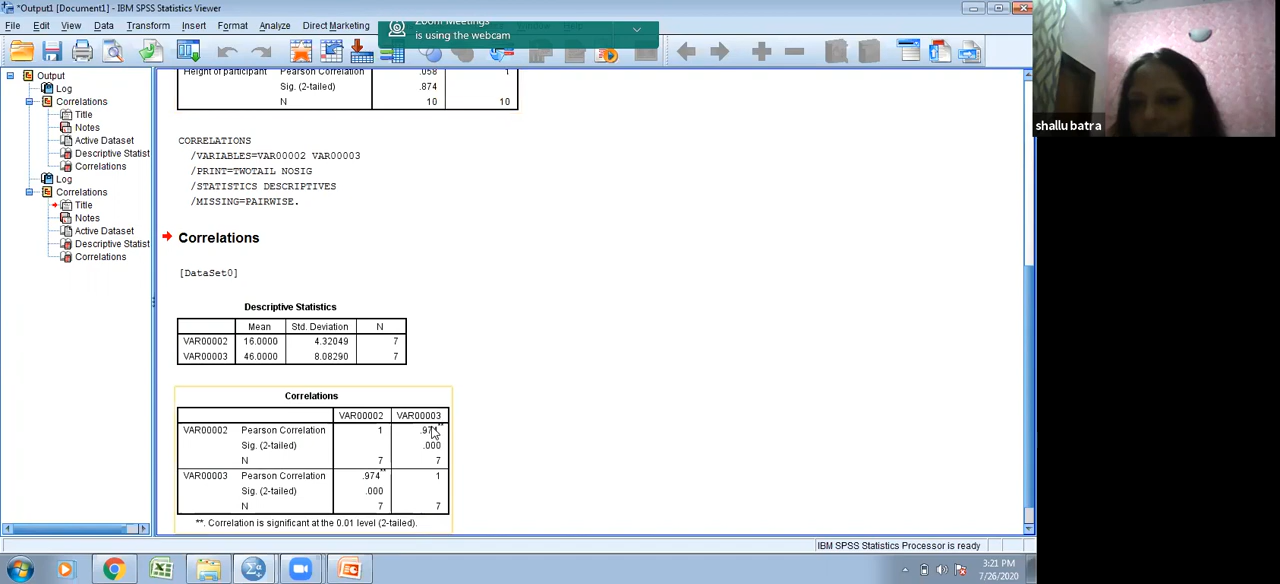 *Output1 [Document1] - IBM SPSS Statistics Viewer
File Edit View Data Transform Insert Format Analyze Direct Marketing
Zoom Meetings
is using the webcam
Output
Log
Correlations
Title
Notes
Active Dataset
Descriptive Statist
Correlations
Log
Correlations
Title
Notes
Active Dataset
Descriptive Statist
Correlations
Height of participant Pearson Correlation .058 1
Sig. (2-tailed) .874
N 10 10
CORRELATIONS
/VARIABLES=VAR00002 VAR00003
/PRINT=TWOTAIL NOSIG
/STATISTICS DESCRIPTIVES
/MISSING=PAIRWISE.
Correlations
[DataSet0]
Descriptive Statistics
Mean Std. Deviation N
VAR00002 16.0000 4.32049 7
VAR00003 46.0000 8.08290 7
Correlations
VAR00002 VAR00003
VAR00002 Pearson Correlation 1 .974**
Sig. (2-tailed) .000
N 7 7
VAR00003 Pearson Correlation .974** 1
Sig. (2-tailed) .000
N 7 7
**. Correlation is significant at the 0.01 level (2-tailed).
IBM SPSS Statistics Processor is ready
3:21 PM
7/26/2020
shallu batra